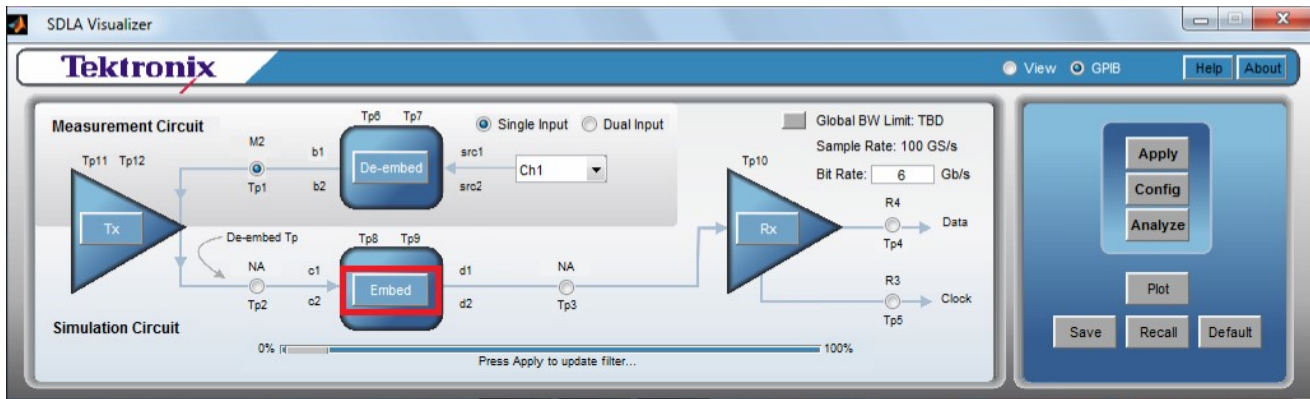 SDLA Visualizer
Tektronix
View GPIB Help About
Measurement Circuit
Tp11 Tp12
Tx
M2
Tp1
b1
b2
Tp6 Tp7
De-embed
Single Input Dual Input
src1
src2
Ch1
Global BW Limit: TBD
Sample Rate: 100 GS/s
Bit Rate: 6 Gb/s
Tp10
Rx
R4
Tp4
Data
R3
Tp5
Clock
De-embed Tp
NA
Tp2
c1
c2
Tp8 Tp9
Embed
d1
d2
NA
Tp3
Simulation Circuit
0% 100%
Press Apply to update filter...
Apply
Config
Analyze
Plot
Save Recall Default